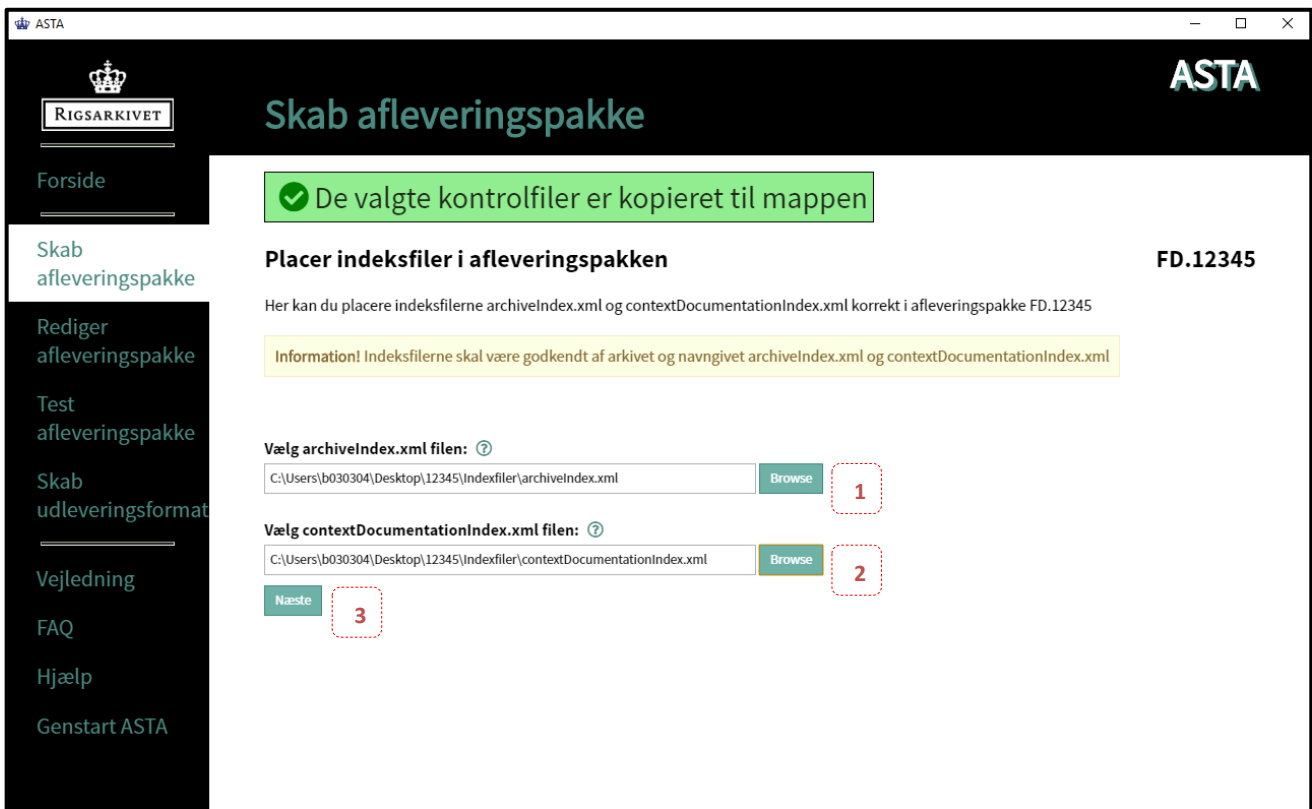 ASTA
RIGSARKIVET
ASTA
Skab afleveringspakke
Forside
Skab
afleveringspakke
Rediger
afleveringspakke
Test
afleveringspakke
Skab
udleveringsformat
Vejledning
FAQ
Hjælp
Genstart ASTA
De valgte kontrolfiler er kopieret til mappen
Placer indeksfiler i afleveringspakken
FD.12345
Her kan du placere indeksfilerne archiveIndex.xml og contextDocumentationIndex.xml korrekt i afleveringspakke FD.12345
Information! Indeksfilerne skal være godkendt af arkivet og navngivet archiveIndex.xml og contextDocumentationIndex.xml
Vælg archiveIndex.xml filen: ?
C:\Users\b030304\Desktop\12345\Indexfiler\archiveIndex.xml
Browse
1
Vælg contextDocumentationIndex.xml filen: ?
C:\Users\b030304\Desktop\12345\Indexfiler\contextDocumentationIndex.xml
Browse
2
Næste
3